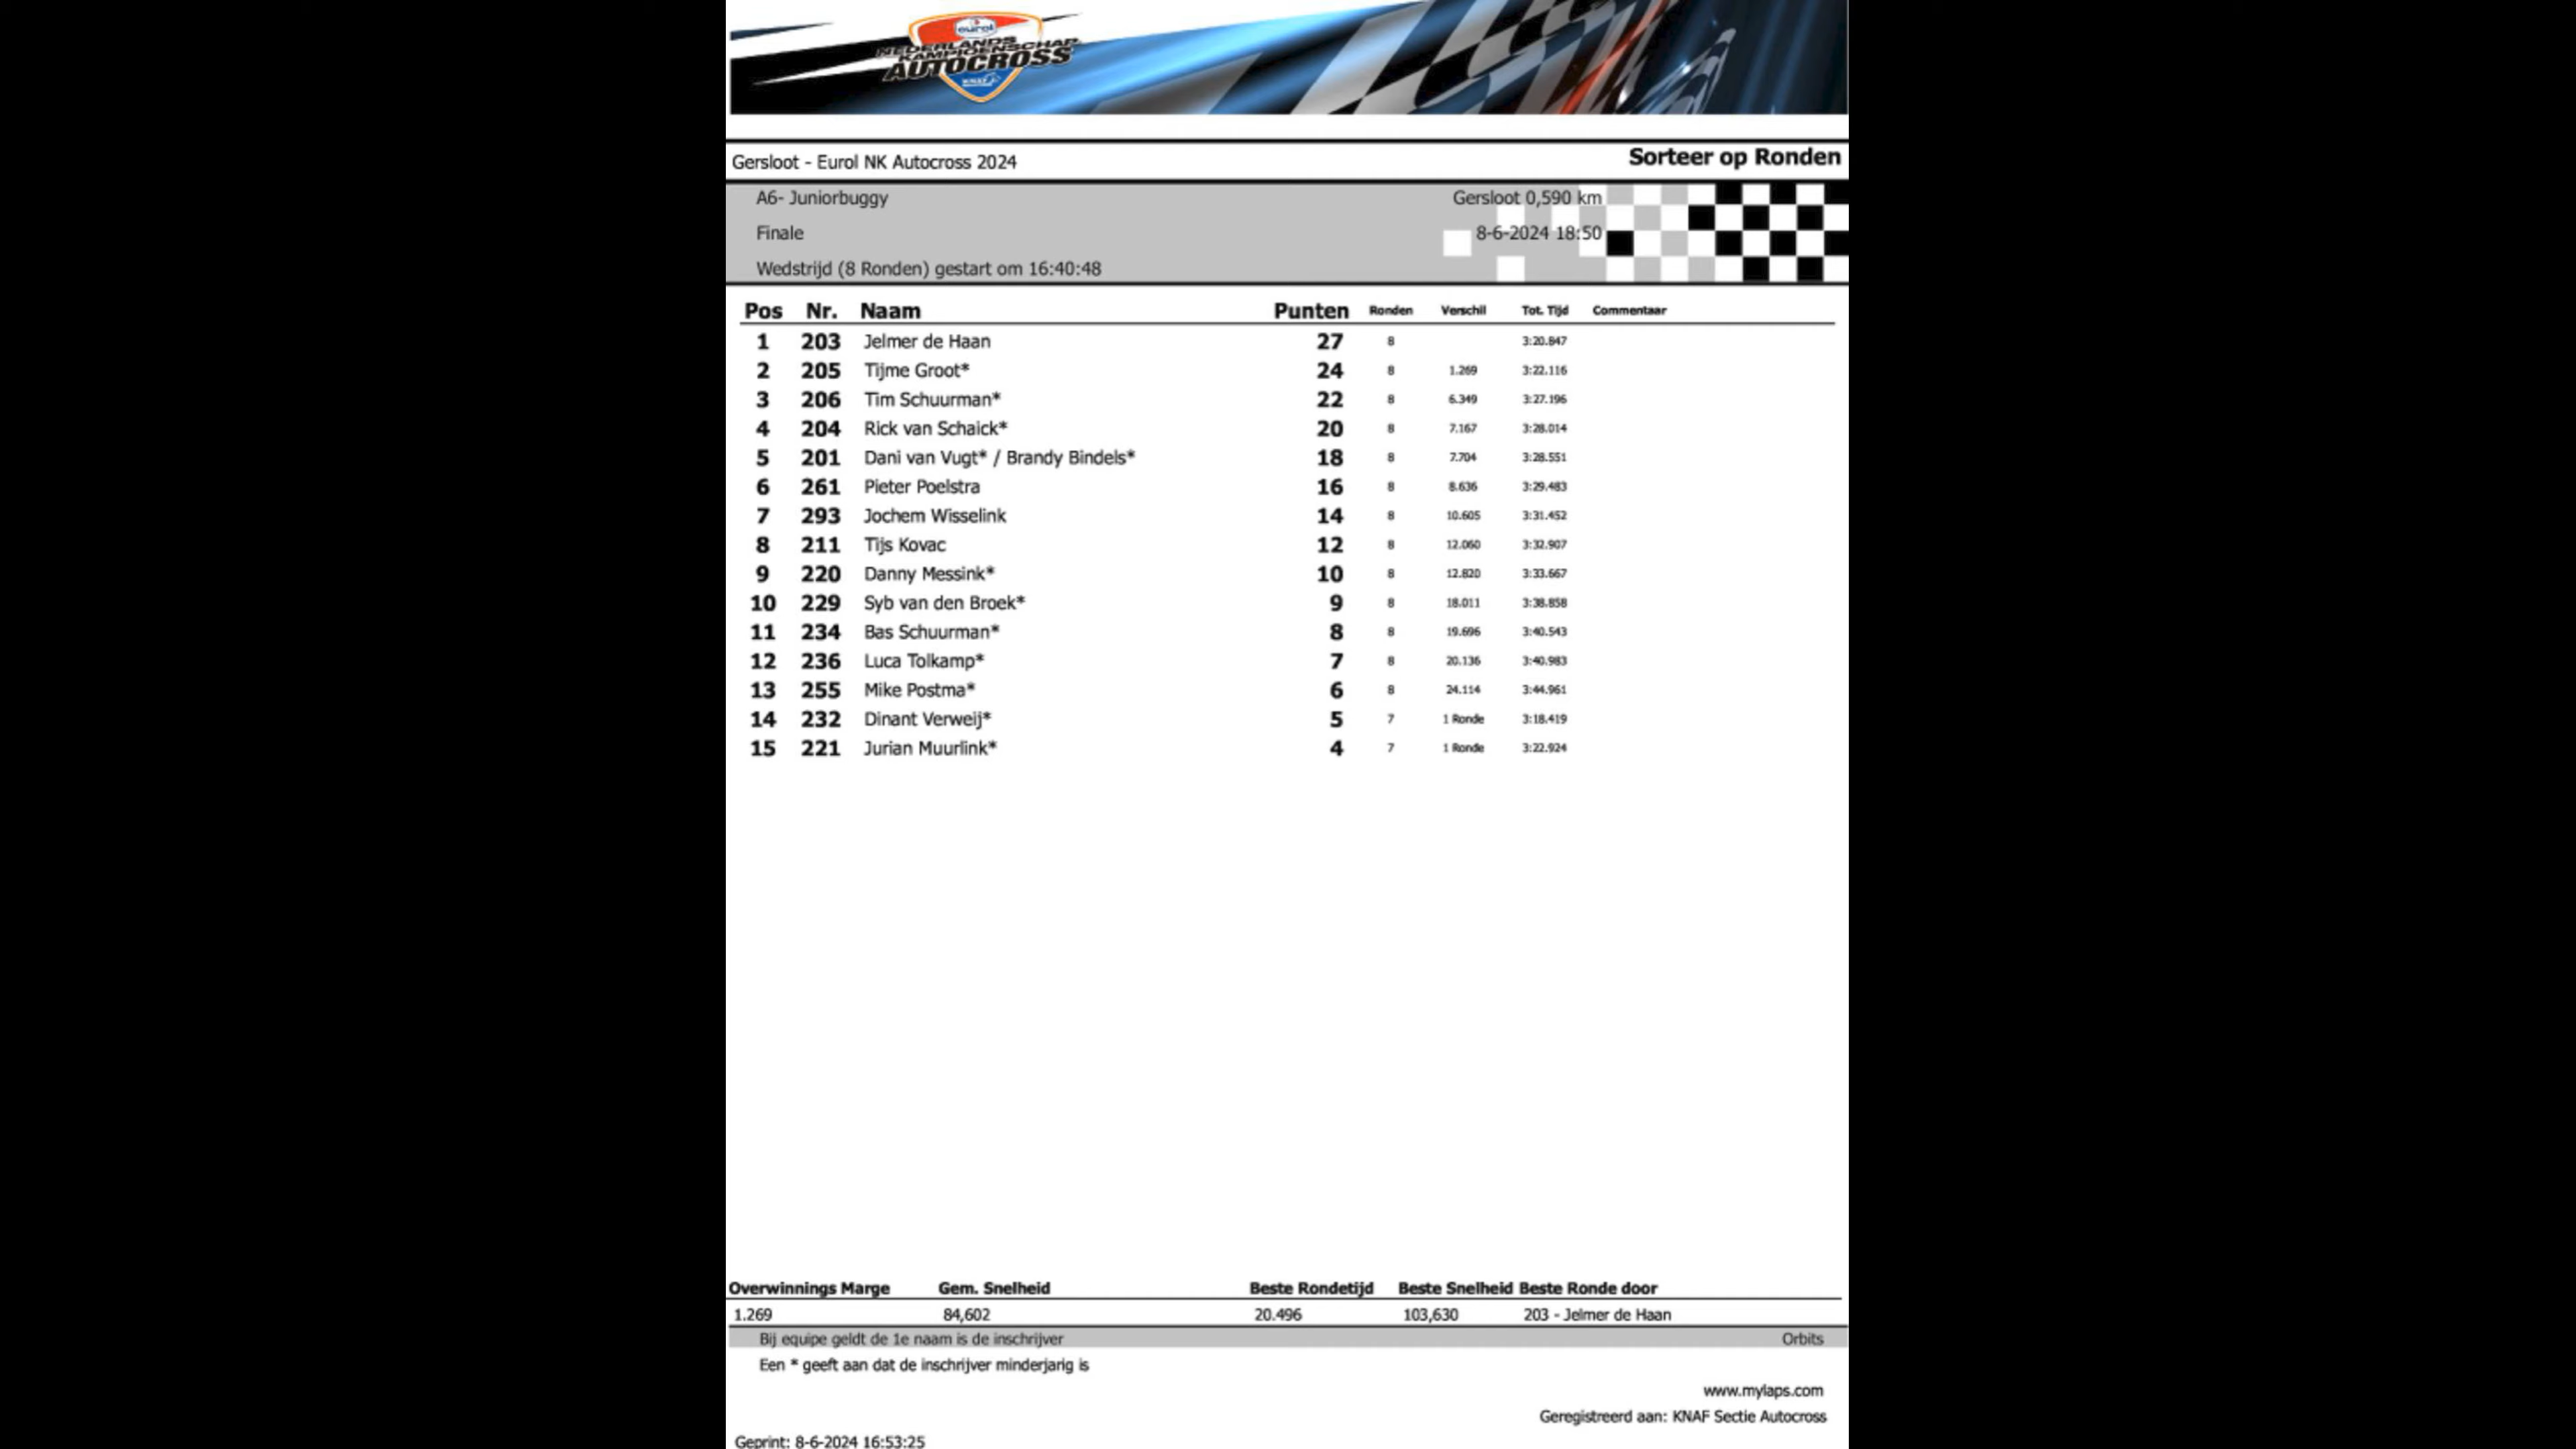 eurol
NEDERLANDS
KAMPIOENSCHAP
AUTOCROSS
Gersloot - Eurol NK Autocross 2024 Sorteer op Ronden
A6- Juniorbuggy Gersloot 0,590 km
Finale 8-6-2024 18:50
Wedstrijd (8 Ronden) gestart om 16:40:48
Pos Nr. Naam Punten Ronden Verschil Tot. Tijd Commentaar
1 203 Jelmer de Haan 27 8 3:20.847
2 205 Tijme Groot* 24 8 1.269 3:22.116
3 206 Tim Schuurman* 22 8 6.349 3:27.196
4 204 Rick van Schaick* 20 8 7.167 3:28.014
5 201 Dani van Vugt* / Brandy Bindels* 18 8 7.704 3:28.551
6 261 Pieter Poelstra 16 8 8.636 3:29.483
7 293 Jochem Wisselink 14 8 10.605 3:31.452
8 211 Tijs Kovac 12 8 12.060 3:32.907
9 220 Danny Messink* 10 8 12.820 3:33.667
10 229 Syb van den Broek* 9 8 18.011 3:38.858
11 234 Bas Schuurman* 8 8 19.696 3:40.543
12 236 Luca Tolkamp* 7 8 20.136 3:40.983
13 255 Mike Postma* 6 8 24.114 3:44.961
14 232 Dinant Verweij* 5 7 1 Ronde 3:18.419
15 221 Jurian Muurlink* 4 7 1 Ronde 3:22.924
Overwinnings Marge Gem. Snelheid Beste Rondetijd Beste Snelheid Beste Ronde door
1.269 84,602 20.496 103,630 203 - Jelmer de Haan
Bij equipe geldt de 1e naam is de inschrijver Orbits
Een * geeft aan dat de inschrijver minderjarig is
www.mylaps.com
Geregistreerd aan: KNAF Sectie Autocross
Geprint: 8-6-2024 16:53:25